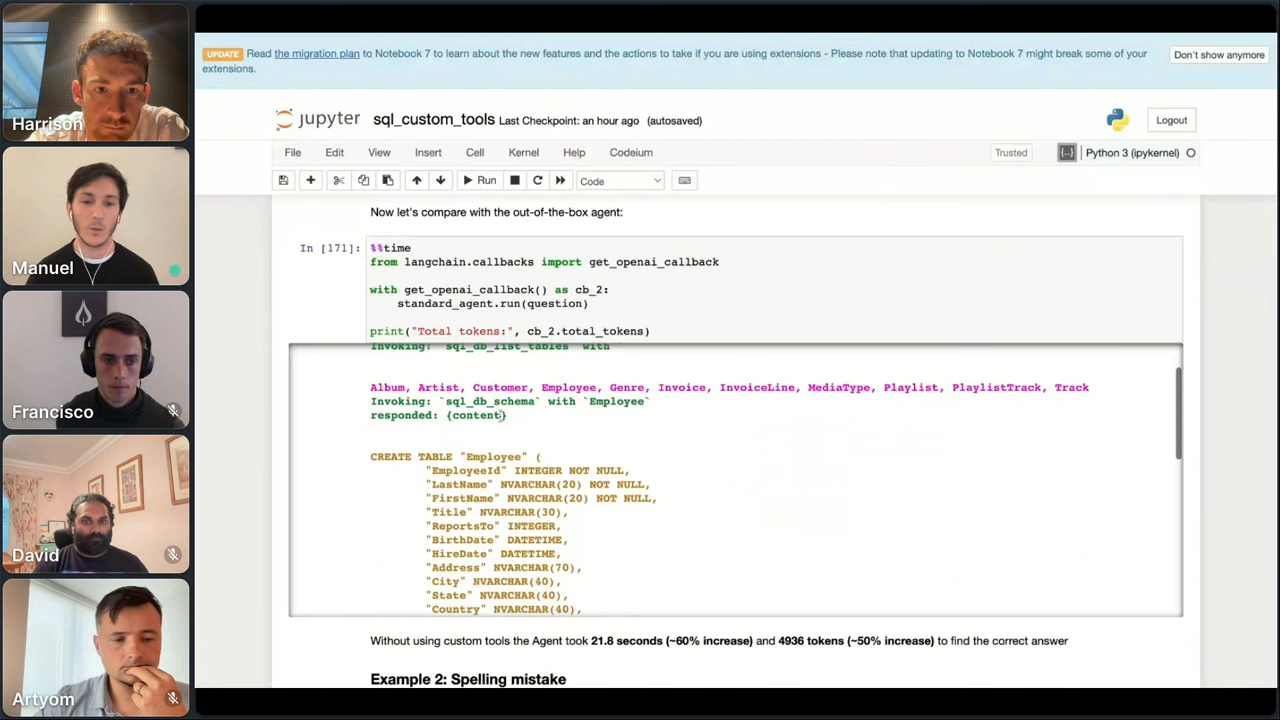 Harrison
Manuel
Francisco
David
Artyom
UPDATE Read the migration plan to Notebook 7 to learn about the new features and the actions to take if you are using extensions - Please note that updating to Notebook 7 might break some of your
extensions.
Don't show anymore
jupyter sql_custom_tools Last Checkpoint: an hour ago (autosaved)
Logout
File Edit View Insert Cell Kernel Help Codeium
Trusted
Python 3 (ipykernel)
Run
Code
Now let's compare with the out-of-the-box agent:
In [171]: %%time
from langchain.callbacks import get_openai_callback
with get_openai_callback() as cb_2:
standard_agent.run(question)
print("Total tokens:", cb_2.total_tokens)
Invoking: `sql_db_list_tables` with `
Album, Artist, Customer, Employee, Genre, Invoice, InvoiceLine, MediaType, Playlist, PlaylistTrack, Track
Invoking: `sql_db_schema` with `Employee`
responded: {content}
CREATE TABLE "Employee" (
"EmployeeId" INTEGER NOT NULL,
"LastName" NVARCHAR(20) NOT NULL,
"FirstName" NVARCHAR(20) NOT NULL,
"Title" NVARCHAR(30),
"ReportsTo" INTEGER,
"BirthDate" DATETIME,
"HireDate" DATETIME,
"Address" NVARCHAR(70),
"City" NVARCHAR(40),
"State" NVARCHAR(40),
"Country" NVARCHAR(40),
Without using custom tools the Agent took 21.8 seconds (~60% increase) and 4936 tokens (~50% increase) to find the correct answer
Example 2: Spelling mistake